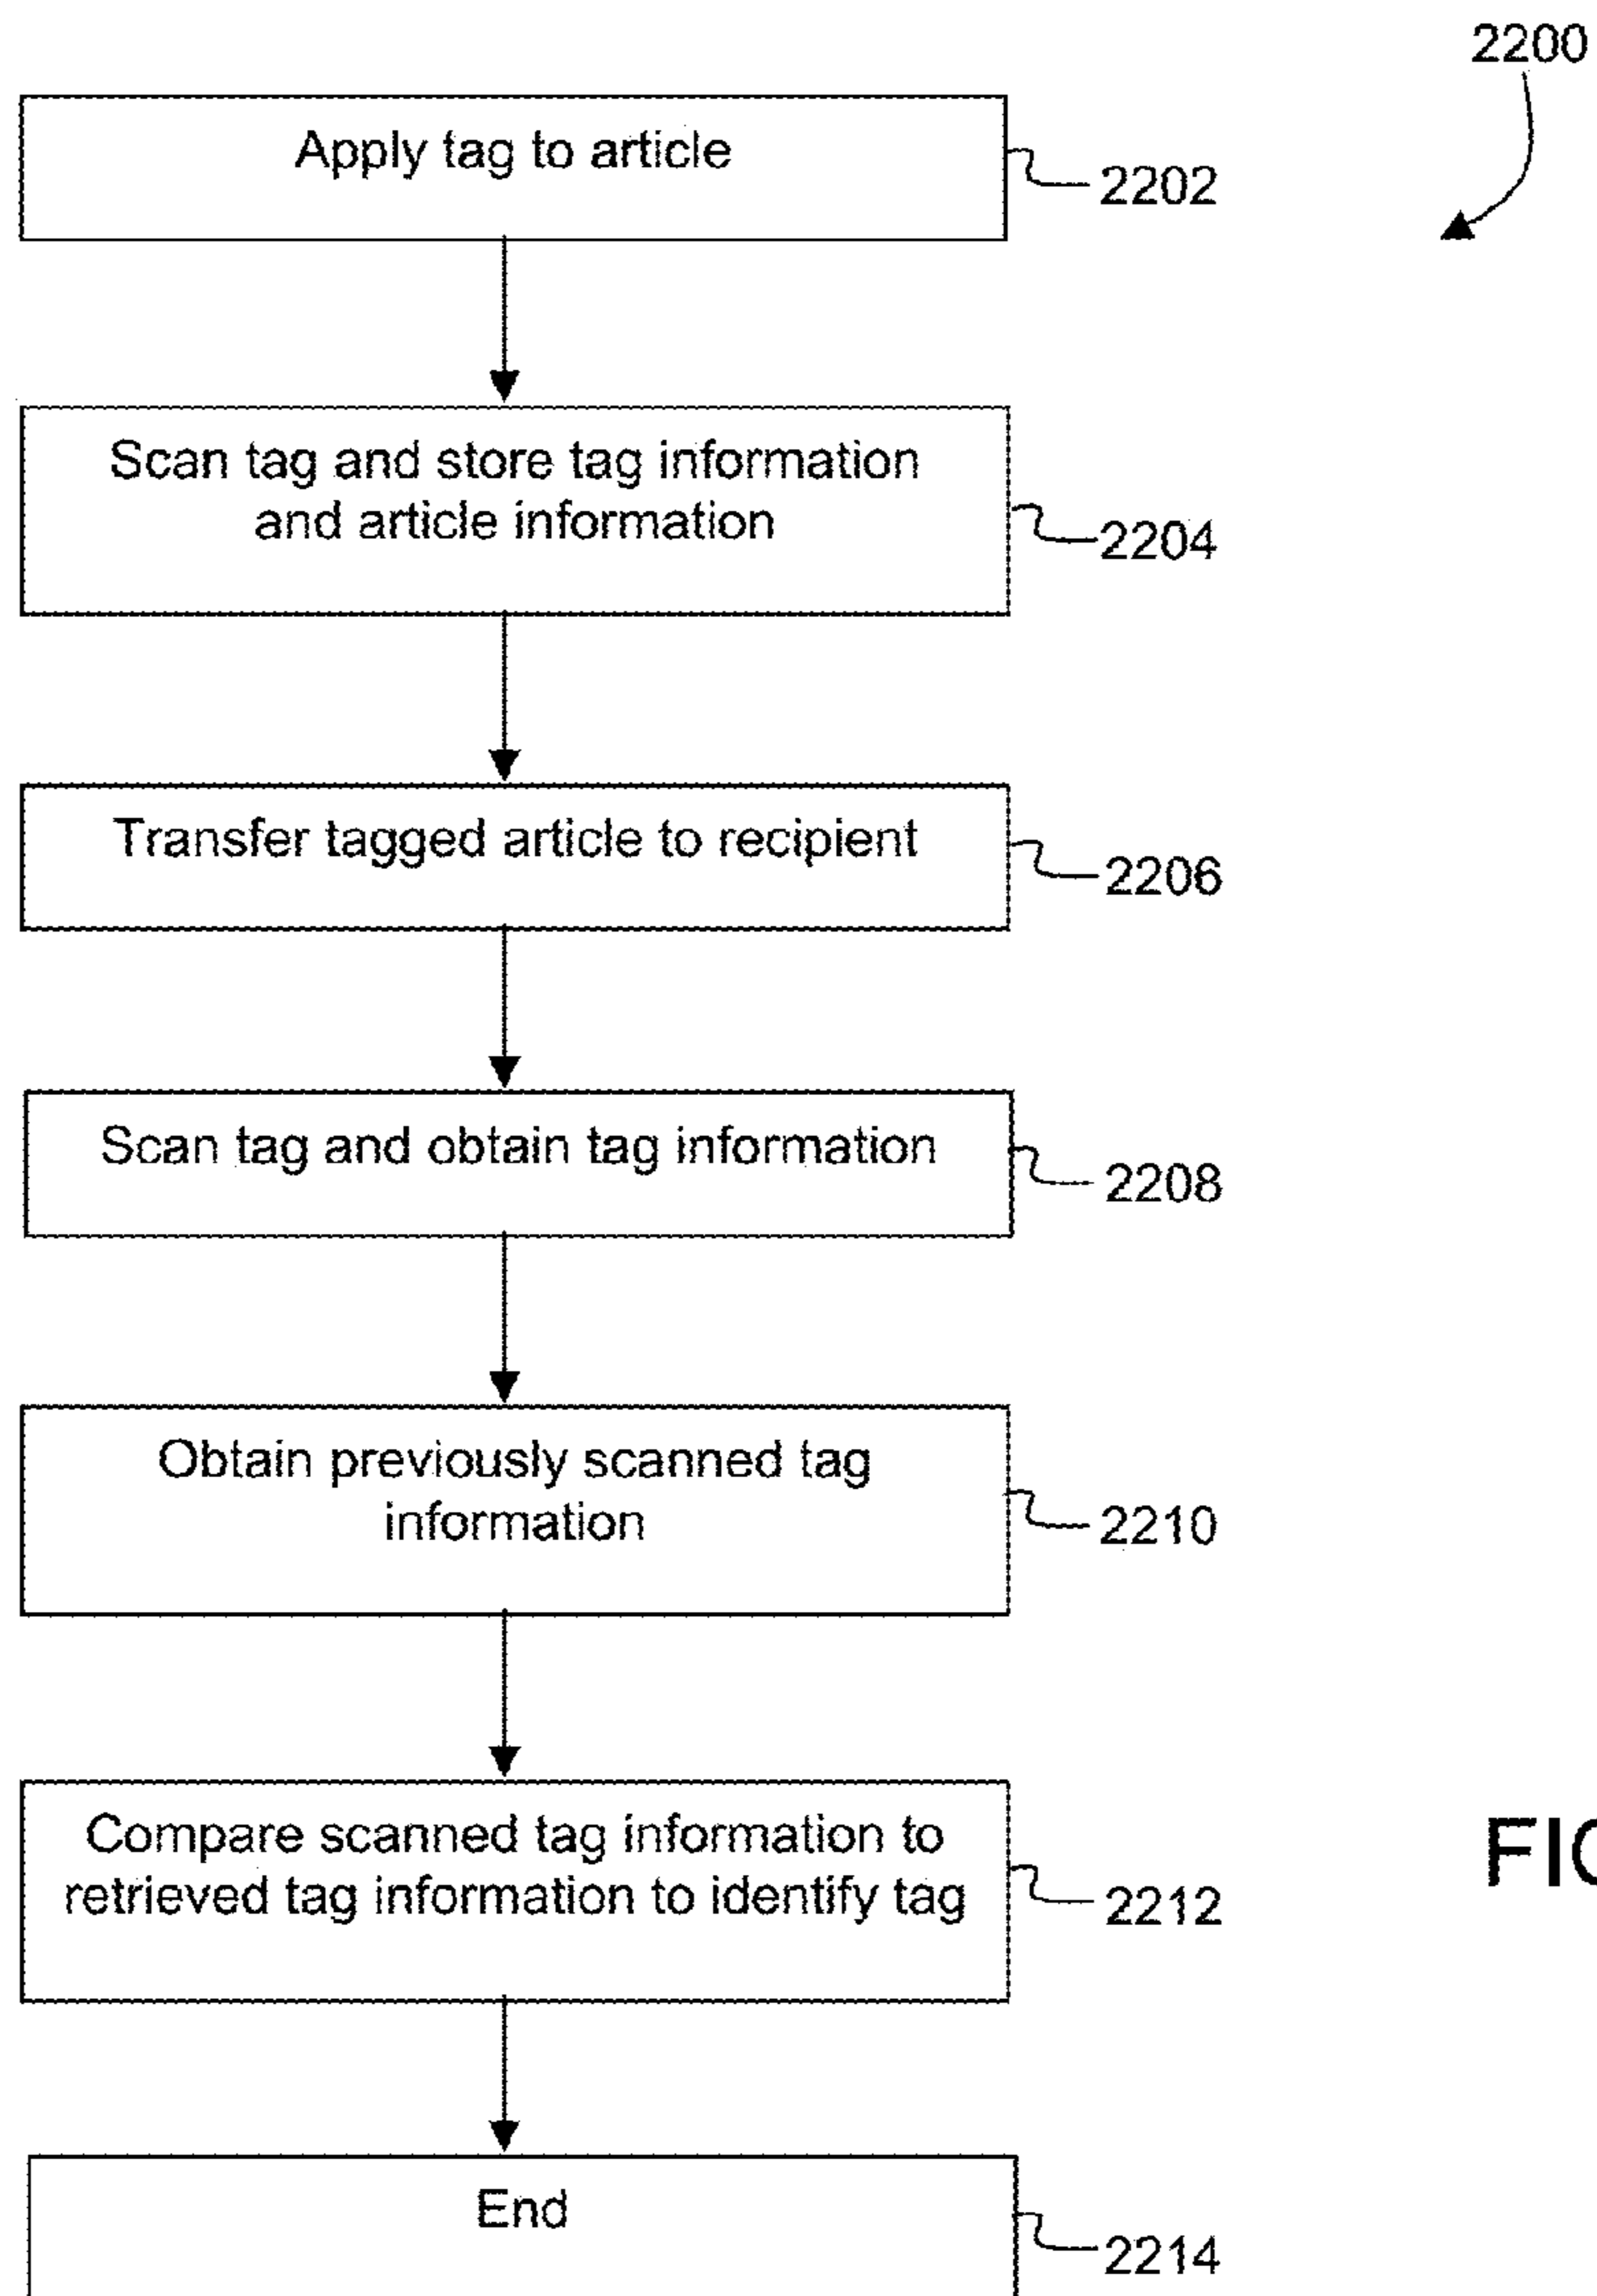 2200
Apply tag to article
2202
Scan tag and store tag information
and article information
2204
Transfer tagged article to recipient
2206
Scan tag and obtain tag information
2208
Obtain previously scanned tag
information
2210
Compare scanned tag information to
retrieved tag information to identify tag
2212
End
2214